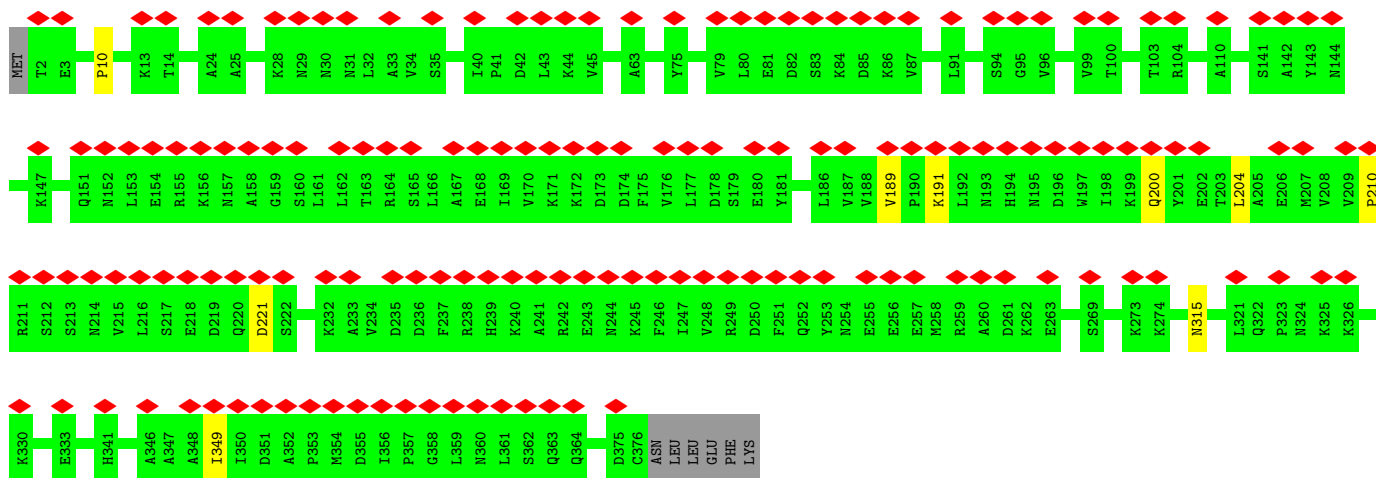 MET T2 E3 P10 K13 T14 A24 A25 K28 N29 N30 N31 L32 A33 V34 S35 I40 P41 D42 L43 K44 V45 A63 Y75 V79 L80 E81 D82 S83 K84 D85 K86 V87 L91 S94 G95 V96 V99 T100 T103 R104 A110 S141 A142 Y143 N144
K147 Q151 N152 L153 E154 R155 K156 N157 A158 G159 S160 L161 L162 T163 R164 S165 L166 A167 E168 I169 V170 K171 K172 D173 D174 F175 V176 L177 D178 S179 E180 Y181 L186 V187 V188 V189 P190 K191 L192 N193 H194 N195 D196 W197 I198 K199 Q200 Y201 E202 T203 L204 A205 E206 M207 V208 V209 P210
R211 S212 S213 N214 V215 L216 S217 E218 D219 Q220 D221 S222 K232 A233 V234 D235 D236 F237 R238 H239 K240 A241 R242 E243 N244 K245 F246 I247 V248 R249 D250 F251 Q252 Y253 N254 E255 E256 E257 M258 R259 A260 D261 K262 E263 S269 K273 K274 N315 L321 Q322 P323 N324 K325 K326
K330 E333 H341 A346 A347 A348 I349 I350 D351 A352 P353 M354 D355 I356 P357 G358 L359 N360 L361 S362 Q363 Q364 D375 C376 ASN LEU LEU GLU PHE LYS